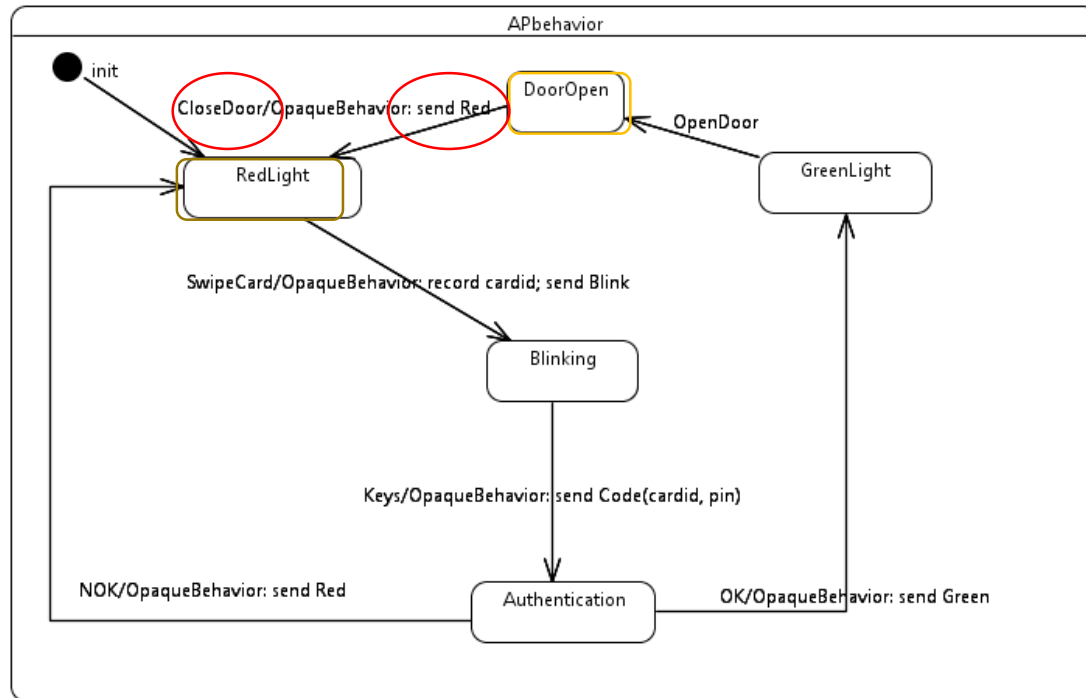 APbehavior
init
DoorOpen
CloseDoor/OpaqueBehavior: send Red
OpenDoor
RedLight
GreenLight
SwipeCard/OpaqueBehavior: record cardid; send Blink
Blinking
Keys/OpaqueBehavior: send Code(cardid, pin)
NOK/OpaqueBehavior: send Red
Authentication
OK/OpaqueBehavior: send Green